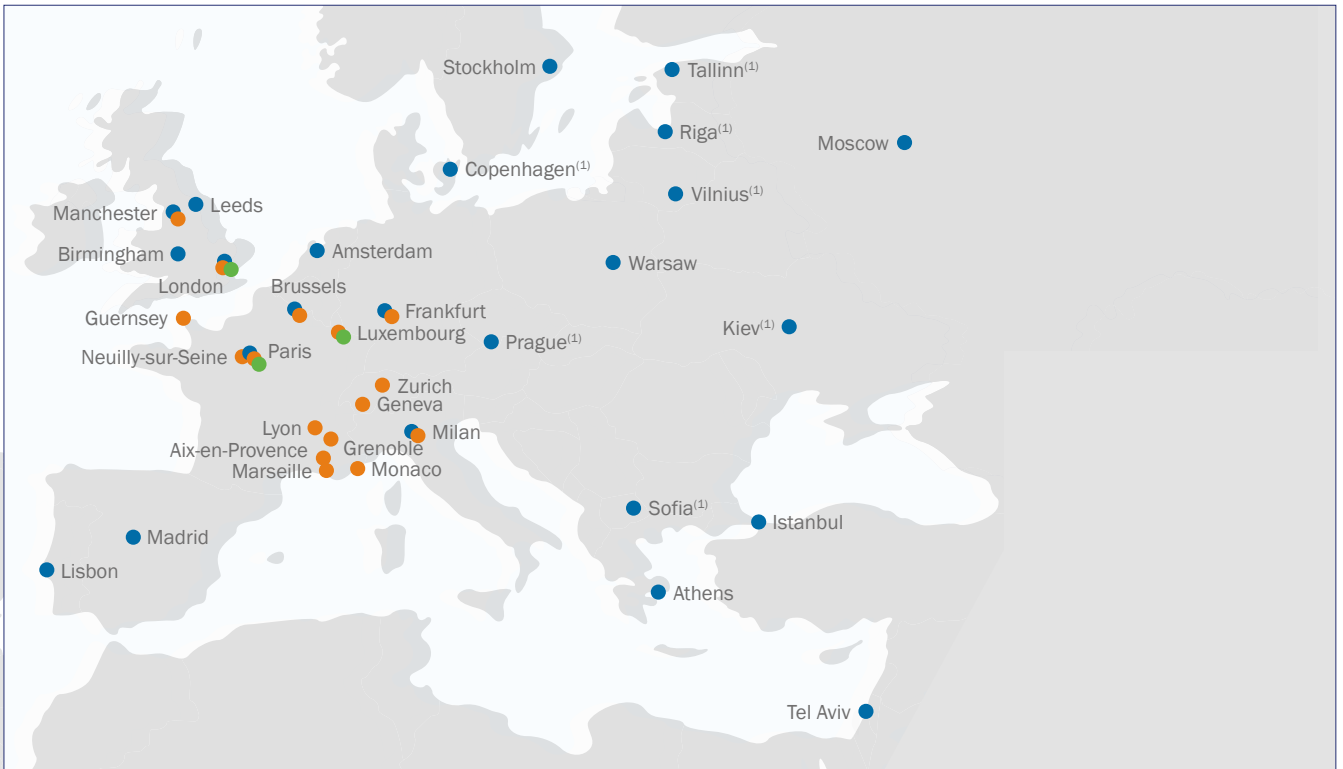 Stockholm
Tallinn(1)
Riga(1)
Moscow
Copenhagen(1)
Vilnius(1)
Leeds
Manchester
Birmingham
Amsterdam
Warsaw
London
Brussels
Guernsey
Frankfurt
Kiev(1)
Luxembourg
Prague(1)
Neuilly-sur-Seine
Paris
Zurich
Geneva
Lyon
Milan
Grenoble
Aix-en-Provence
Marseille
Monaco
Sofia(1)
Istanbul
Madrid
Lisbon
Athens
Tel Aviv